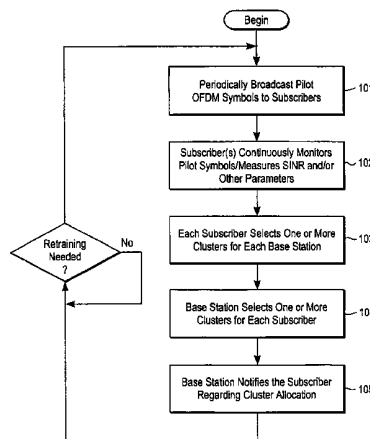 Begin
Periodically Broadcast Pilot
OFDM Symbols to Subscribers
101
Subscriber(s) Continuously Monitors
Pilot Symbols/Measures SINR and/or
Other Parameters
102
Each Subscriber Selects One or More
Clusters for Each Base Station
Retraining
Needed
?
No
Base Station Selects One or More
Clusters for Each Subscriber
Base Station Notifies the Subscriber
Regarding Cluster Allocation